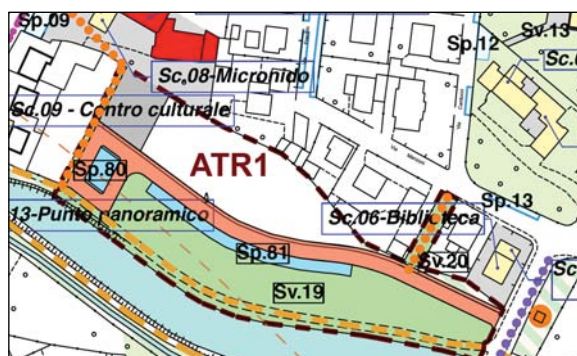 Sp.09
Sp.12
Sv.13
Sc.08-Micronido
Sc.09 - Centro culturale
ATR1
Sp.80
Sp.13
13-Punto panoramico
Sc.06-Biblioteca
Sp.81
Sv.20
Sv.19
Sc.